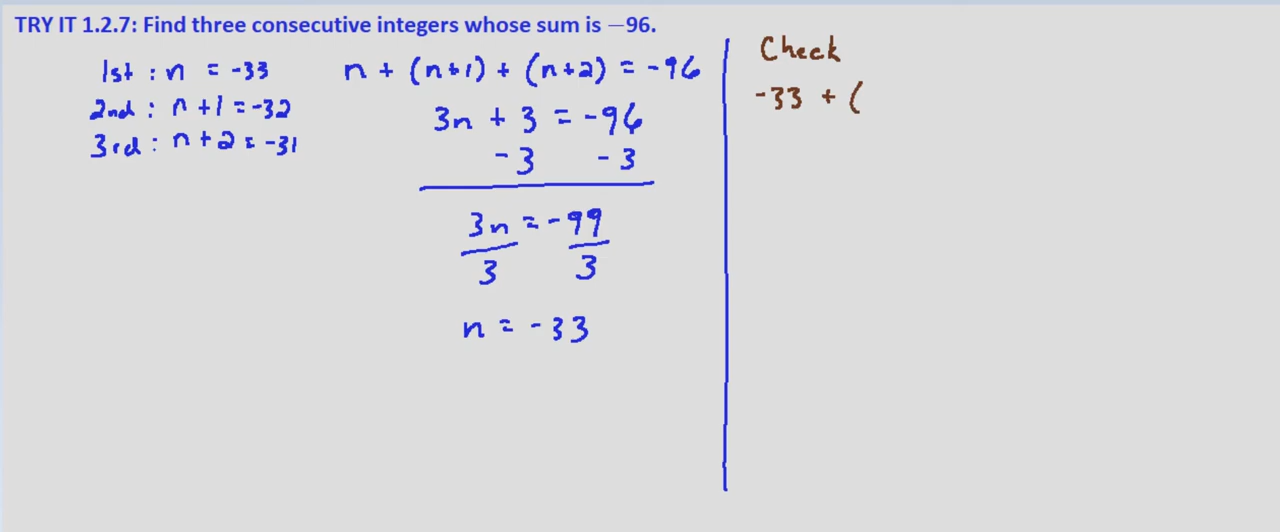 TRY IT 1.2.7: Find three consecutive integers whose sum is −96.
1st : n = -33
2nd : n + 1 = -32
3rd : n + 2 = -31
n + (n+1) + (n+2) = -96
3n + 3 = -96
- 3 - 3
3n = -99
3 3
n = -33
Check
-33 + (